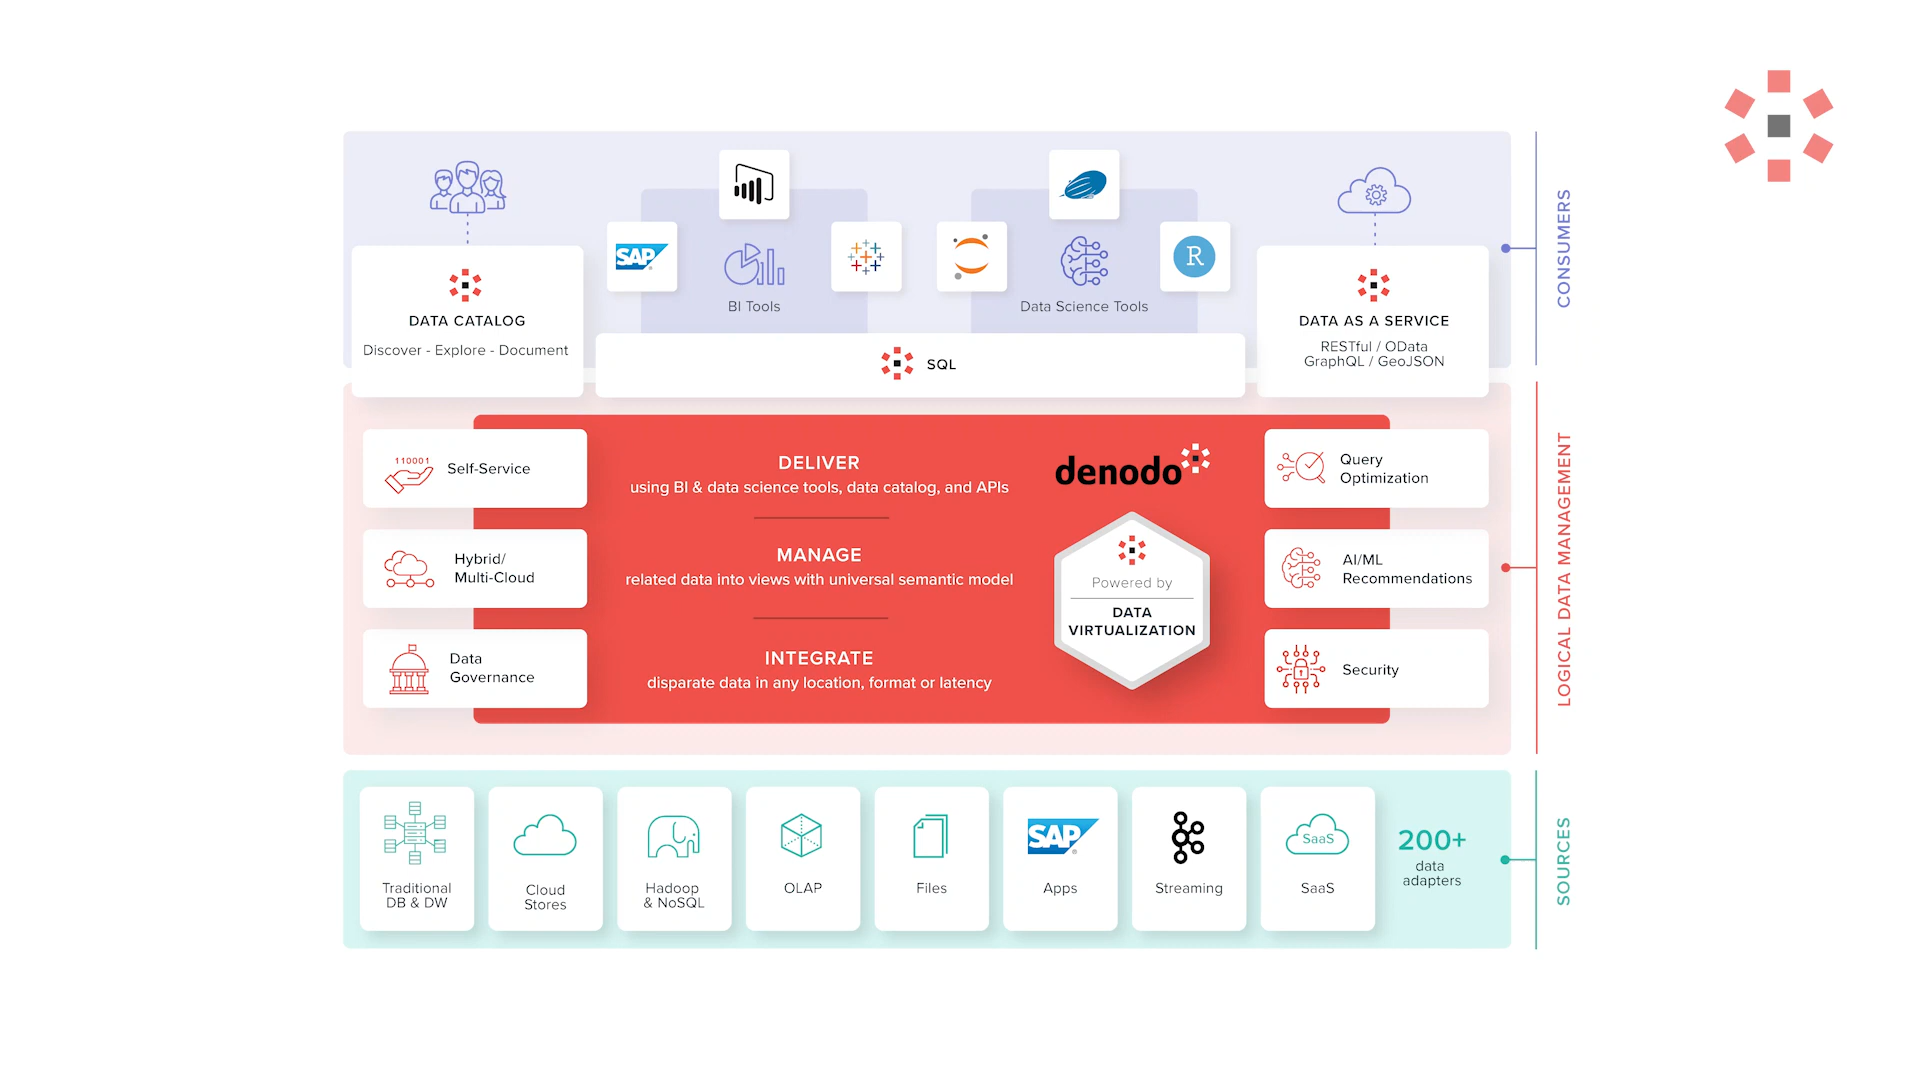 SAP
BI Tools
Data Science Tools
R
DATA CATALOG
Discover - Explore - Document
SQL
DATA AS A SERVICE
RESTful / OData
GraphQL / GeoJSON
CONSUMERS
110001
Self-Service
Hybrid/
Multi-Cloud
Data
Governance
DELIVER
using BI & data science tools, data catalog, and APIs
MANAGE
related data into views with universal semantic model
INTEGRATE
disparate data in any location, format or latency
denodo
Powered by
DATA
VIRTUALIZATION
Query
Optimization
AI/ML
Recommendations
Security
LOGICAL DATA MANAGEMENT
Traditional
DB & DW
Cloud
Stores
Hadoop
& NoSQL
OLAP
Files
SAP
Apps
Streaming
SaaS
SaaS
200+
data
adapters
SOURCES